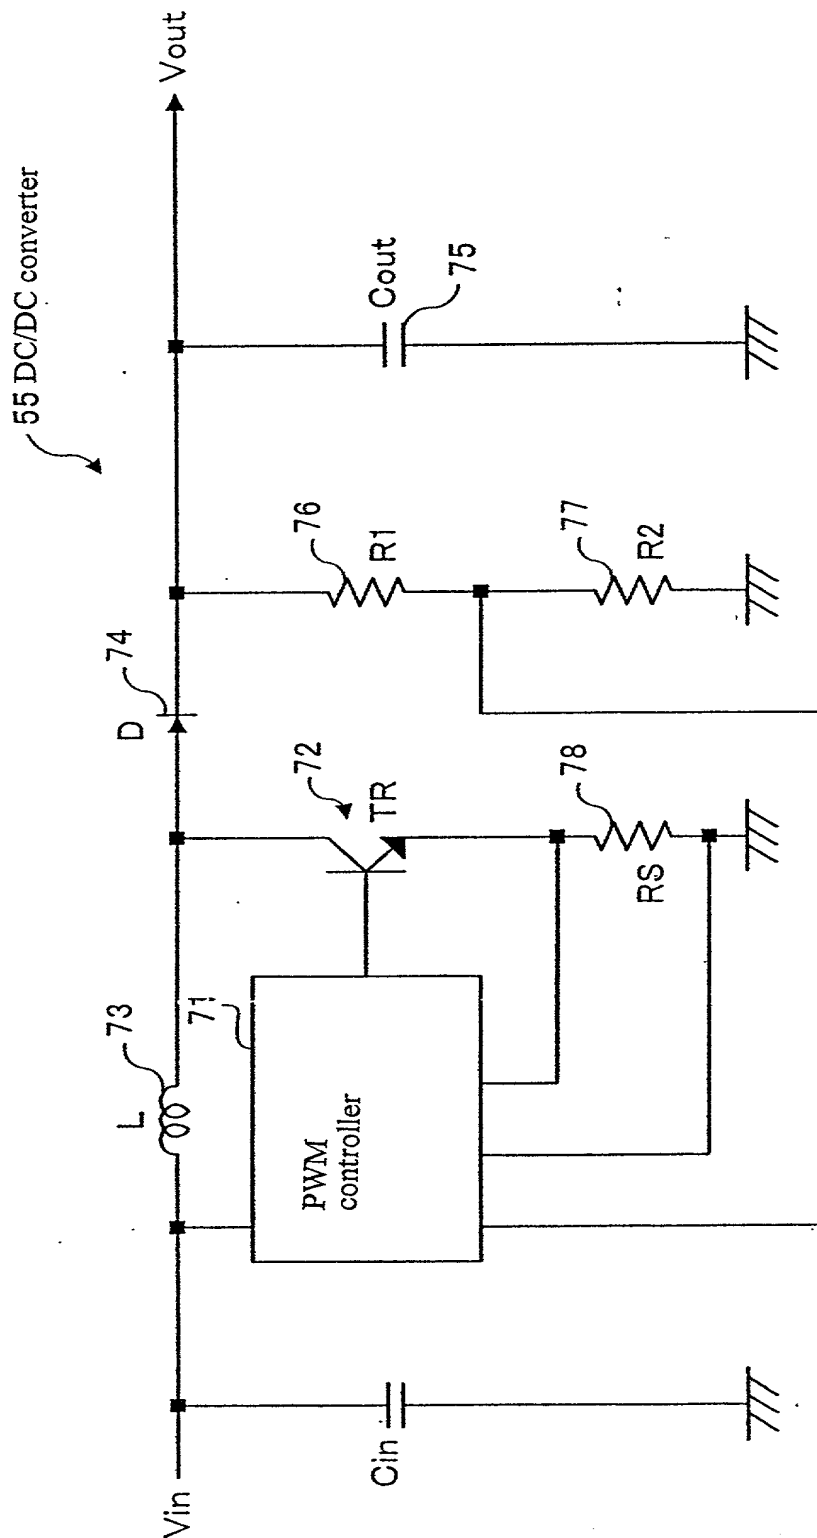 55 DC/DC converter
Vin
Vout
L
73
D
74
71
PWM
controller
72
TR
76
R1
Cout
75
Cin
78
RS
77
R2